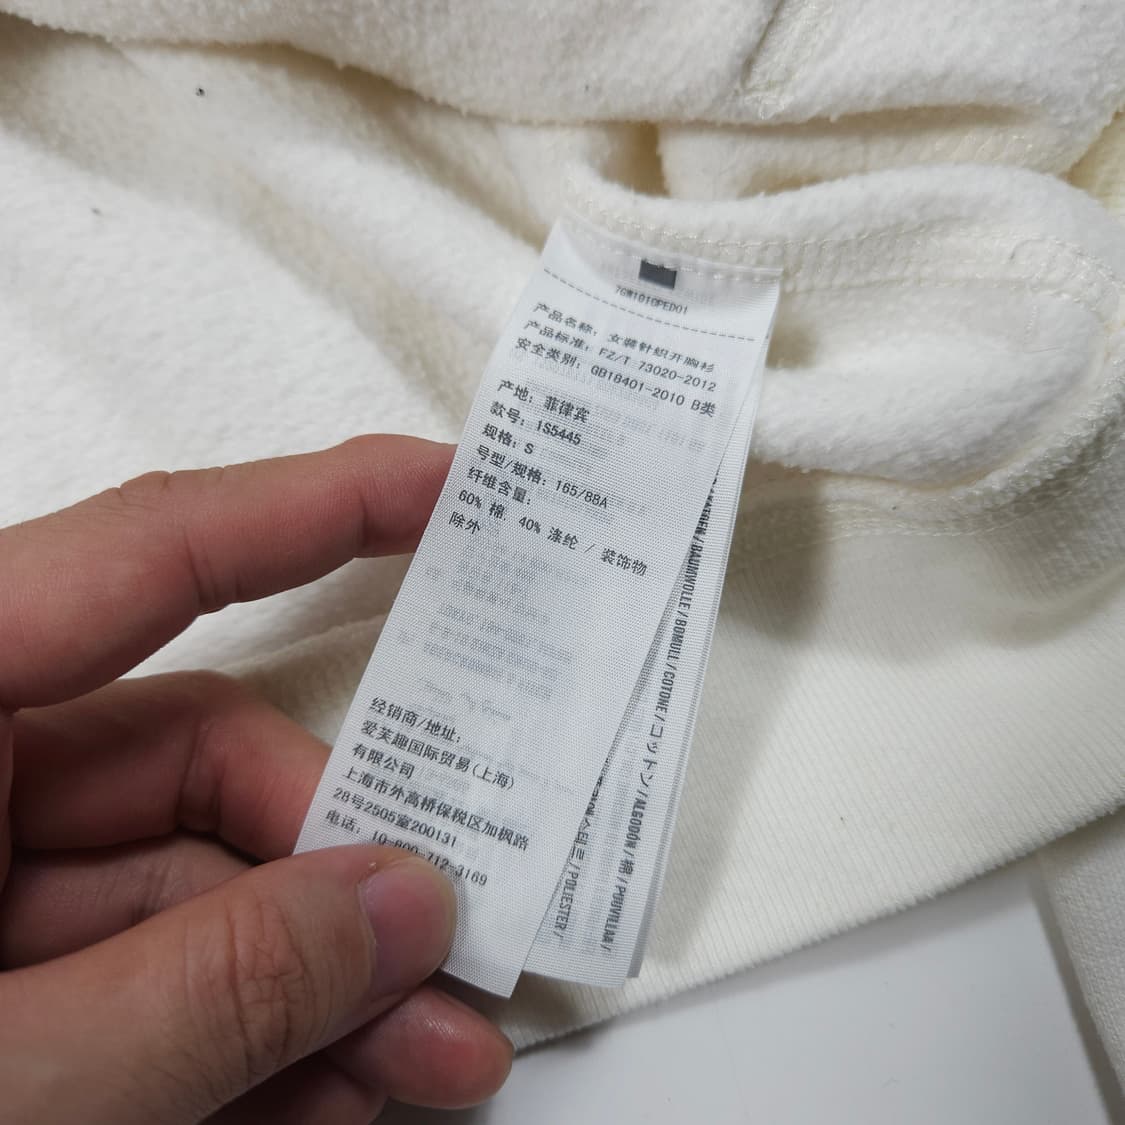 7GM1010PED01
产品名称: 女装针织开胸衫
产品标准: FZ/T 73020-2012
安全类别: GB18401-2010 B类
产地: 菲律宾
款号: 1S5445
规格: S
号型/规格: 165/88A
纤维含量:
60% 棉, 40% 涤纶 / 装饰物
除外
经销商/地址:
爱芙趣国际贸易(上海)
有限公司
上海市外高桥保税区加枫路
28号2505室200131
电话: 10-800-712-3169
/BAUMWOLLE/BOMULL/COTONE/コットン/ALGODÓN/棉/PUUVILLAA/
/POLIESTER/